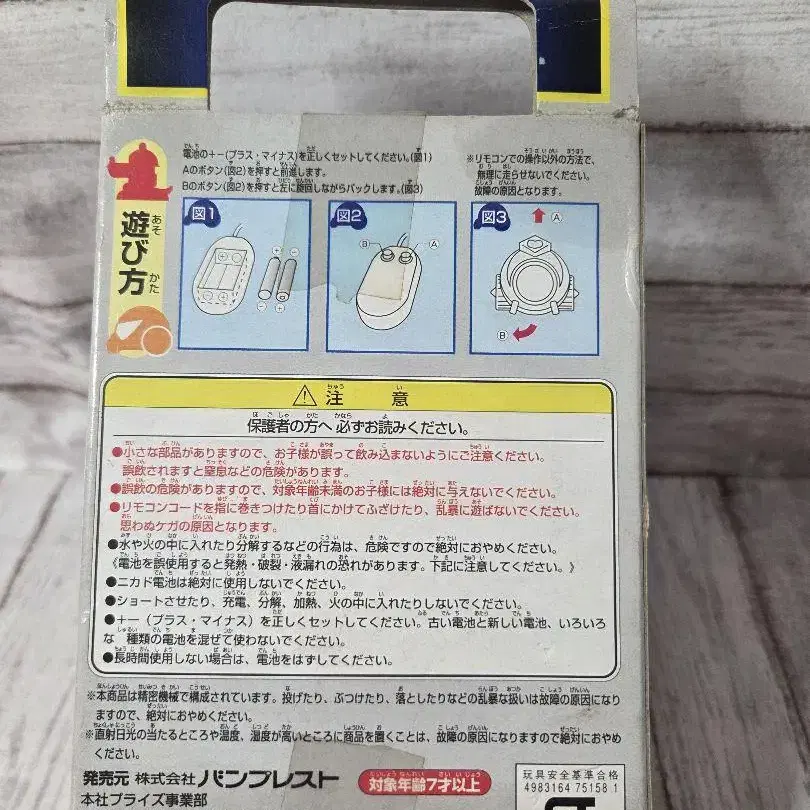 遊び方
電池の+-(プラス・マイナス)を正しくセットしてください。(図1)
Aのボタン(図2)を押すと前進します。
Bのボタン(図2)を押すと左に旋回しながらバックします。(図3)
※リモコンでの操作以外の方法で、
無理に走らせないでください。
故障の原因となります。
図1
図2
図3
B
A
A
B
⚠注意
保護者の方へ 必ずお読みください。
●小さな部品がありますので、お子様が誤って飲み込まないようにご注意ください。
誤飲されますと窒息などの危険があります。
●誤飲の危険がありますので、対象年齢未満のお子様には絶対に与えないでください。
●リモコンコードを指に巻きつけたり首にかけてふざけたり、乱暴に遊ばないでください。
思わぬケガの原因となります。
●水や火の中に入れたり分解するなどの行為は、危険ですので絶対におやめください。
《電池を誤使用すると発熱・破裂・液漏れの恐れがあります。下記に注意してください。》
●ニカド電池は絶対に使用しないでください。
●ショートさせたり、充電、分解、加熱、火の中に入れたりしないでください。
●+-(プラス・マイナス)を正しくセットしてください。古い電池と新しい電池、いろいろ
な 種類の電池を混ぜて使わないでください。
●長時間使用しない場合は、電池をはずしてください。
※本商品は精密機械で構成されています。投げたり、ぶつけたり、落としたりなどの乱暴な扱いは故障の原因になり
ますので、絶対におやめください。
※直射日光の当たるところや温度、湿度が高いところに商品を置くことは、故障の原因になりますので絶対におやめ
ください。
発売元 株式会社 バンプレスト
本社プライズ事業部
対象年齢7才以上
玩具安全基準合格
4983164 75158 1